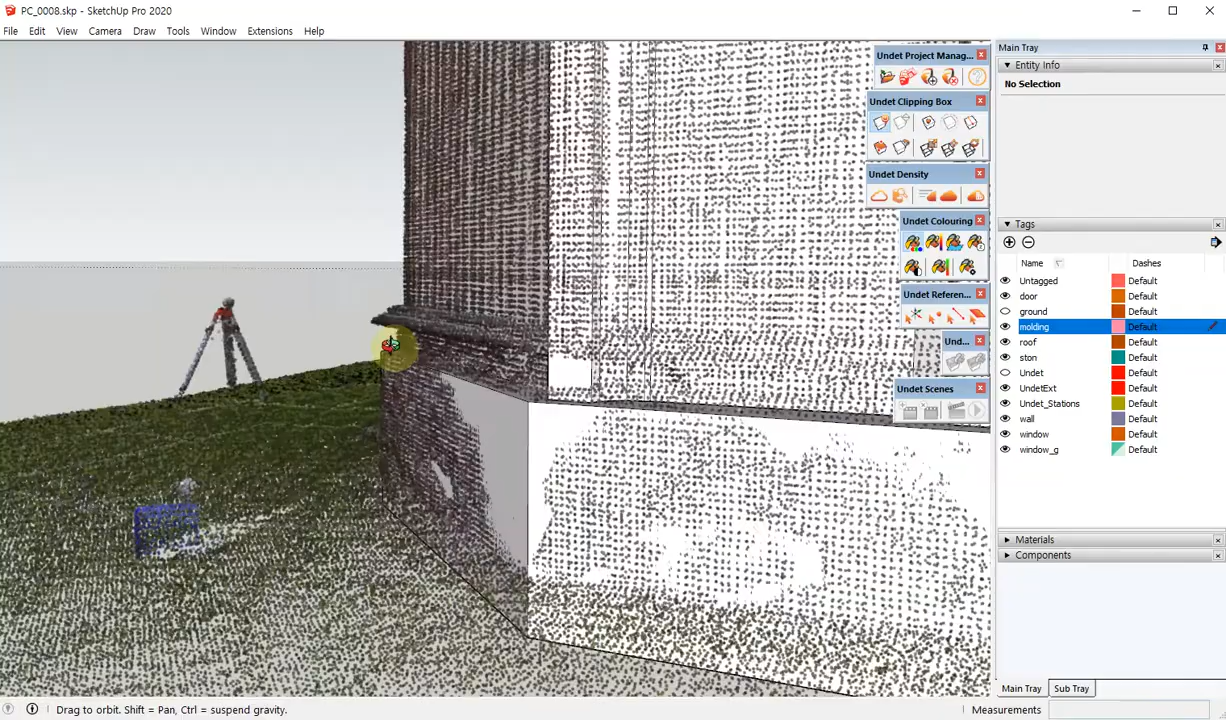 PC_0008.skp - SketchUp Pro 2020
File Edit View Camera Draw Tools Window Extensions Help
Undet Project Manag...
Undet Clipping Box
Undet Density
Undet Colouring
Undet Referen...
Und...
Undet Scenes
Main Tray
Entity Info
No Selection
Tags
Name Dashes
Untagged Default
door Default
ground Default
molding Default
roof Default
ston Default
Undet Default
UndetExt Default
Undet_Stations Default
wall Default
window Default
window_g Default
Materials
Components
Main Tray Sub Tray
Drag to orbit. Shift = Pan, Ctrl = suspend gravity.
Measurements